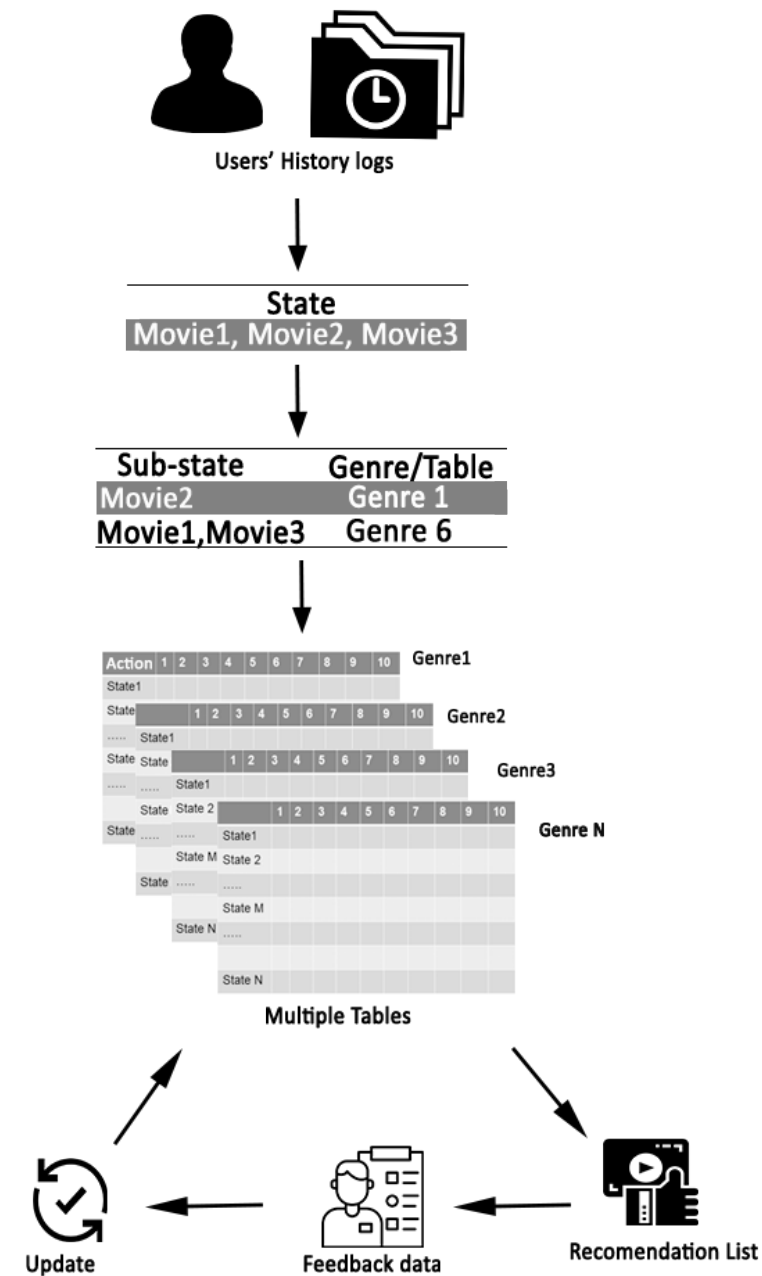 Users' History logs
State
Movie1, Movie2, Movie3
Sub-state Genre/Table
Movie2 Genre 1
Movie1,Movie3 Genre 6
Action 1 2 3 4 5 6 7 8 9 10 Genre1
State1
State 1 2 3 4 5 6 7 8 9 10 Genre2
..... State1
State State 1 2 3 4 5 6 7 8 9 10 Genre3
..... ..... State1
State State 2 1 2 3 4 5 6 7 8 9 10
State ..... ..... State1 Genre N
State M State 2
State ..... .....
State M
State N .....
State N
Multiple Tables
Update Feedback data Recomendation List